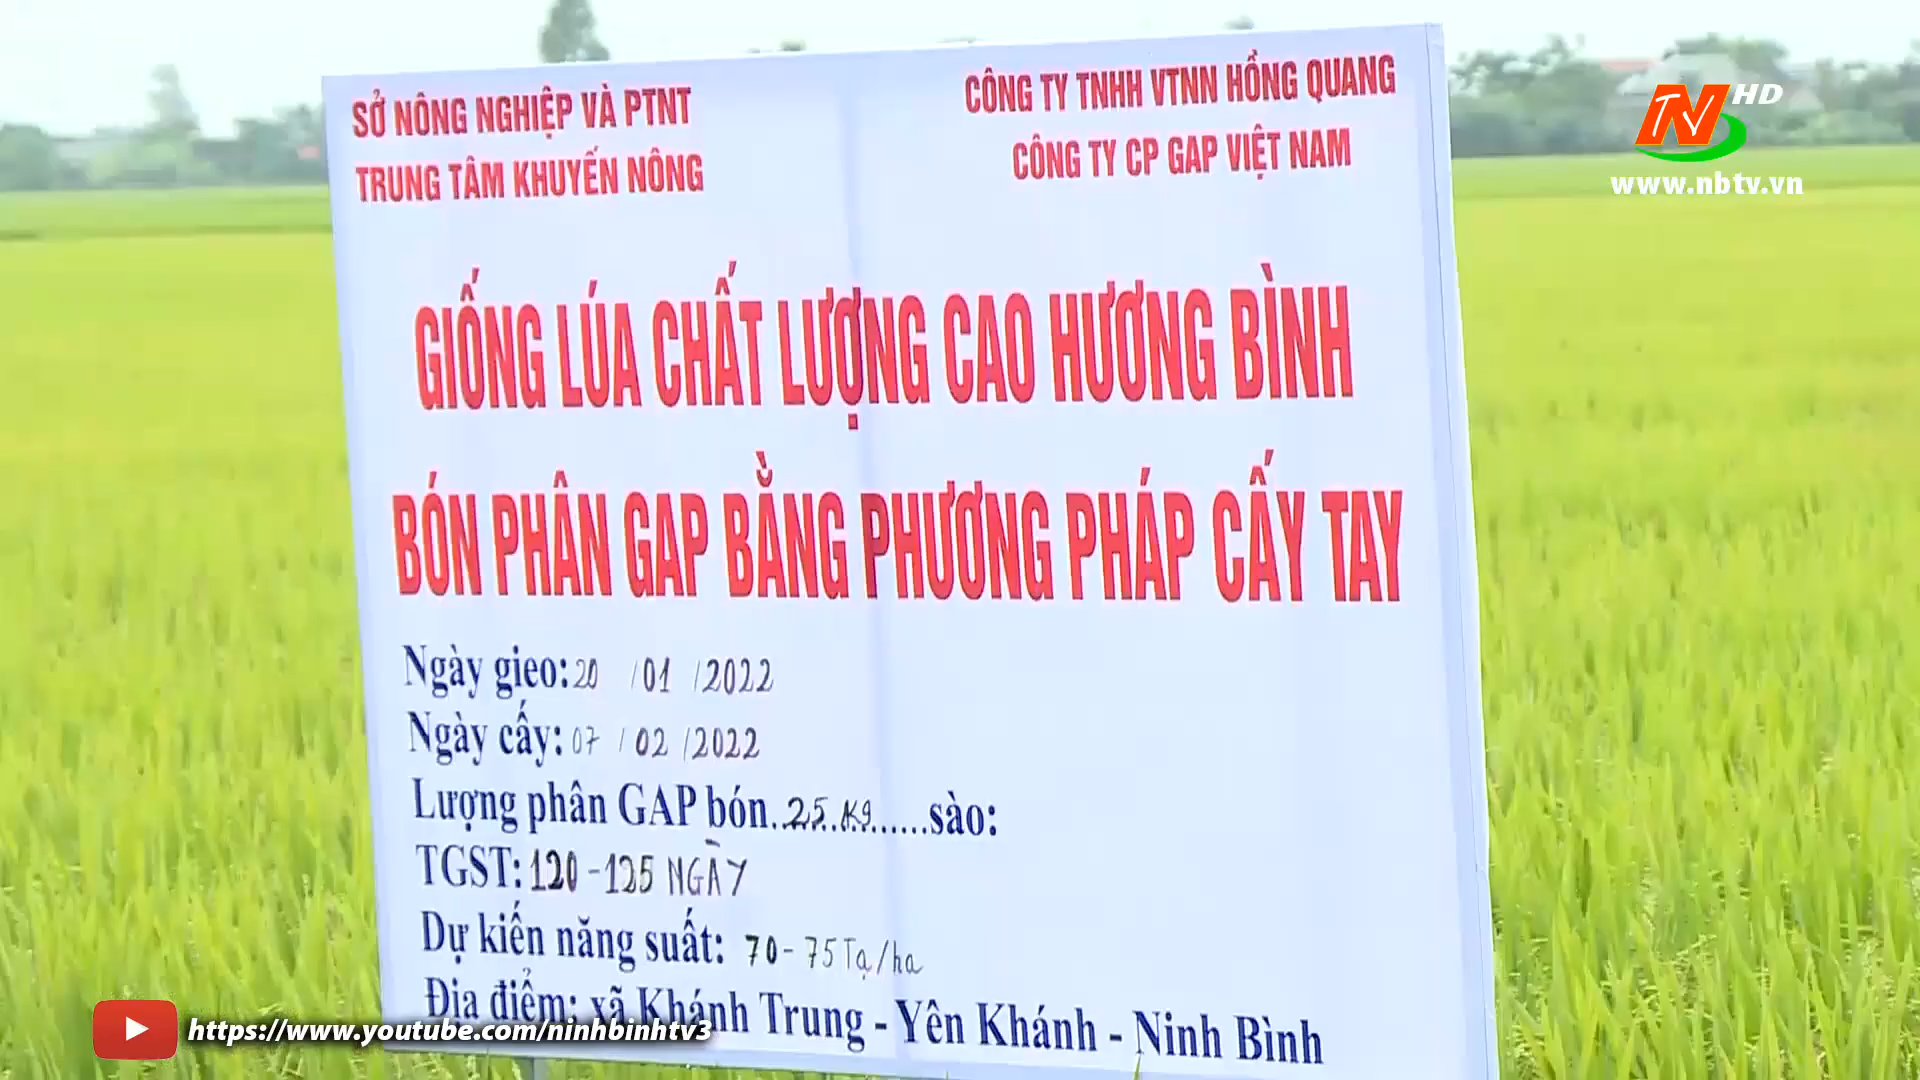 SỞ NÔNG NGHIỆP VÀ PTNT
TRUNG TÂM KHUYẾN NÔNG
CÔNG TY TNHH VTNN HỒNG QUANG
CÔNG TY CP GAP VIỆT NAM
NTV HD
www.nbtv.vn
GIỐNG LÚA CHẤT LƯỢNG CAO HƯƠNG BÌNH
BÓN PHÂN GAP BẰNG PHƯƠNG PHÁP CẤY TAY
Ngày gieo: 20 / 01 / 2022
Ngày cấy: 07 / 02 / 2022
Lượng phân GAP bón...25 Kg.......sào:
TGST: 120 - 125 NGÀY
Dự kiến năng suất: 70 - 75 Tạ/ha
Địa điểm: xã Khánh Trung - Yên Khánh - Ninh Bình
https://www.youtube.com/ninhbinhtv3